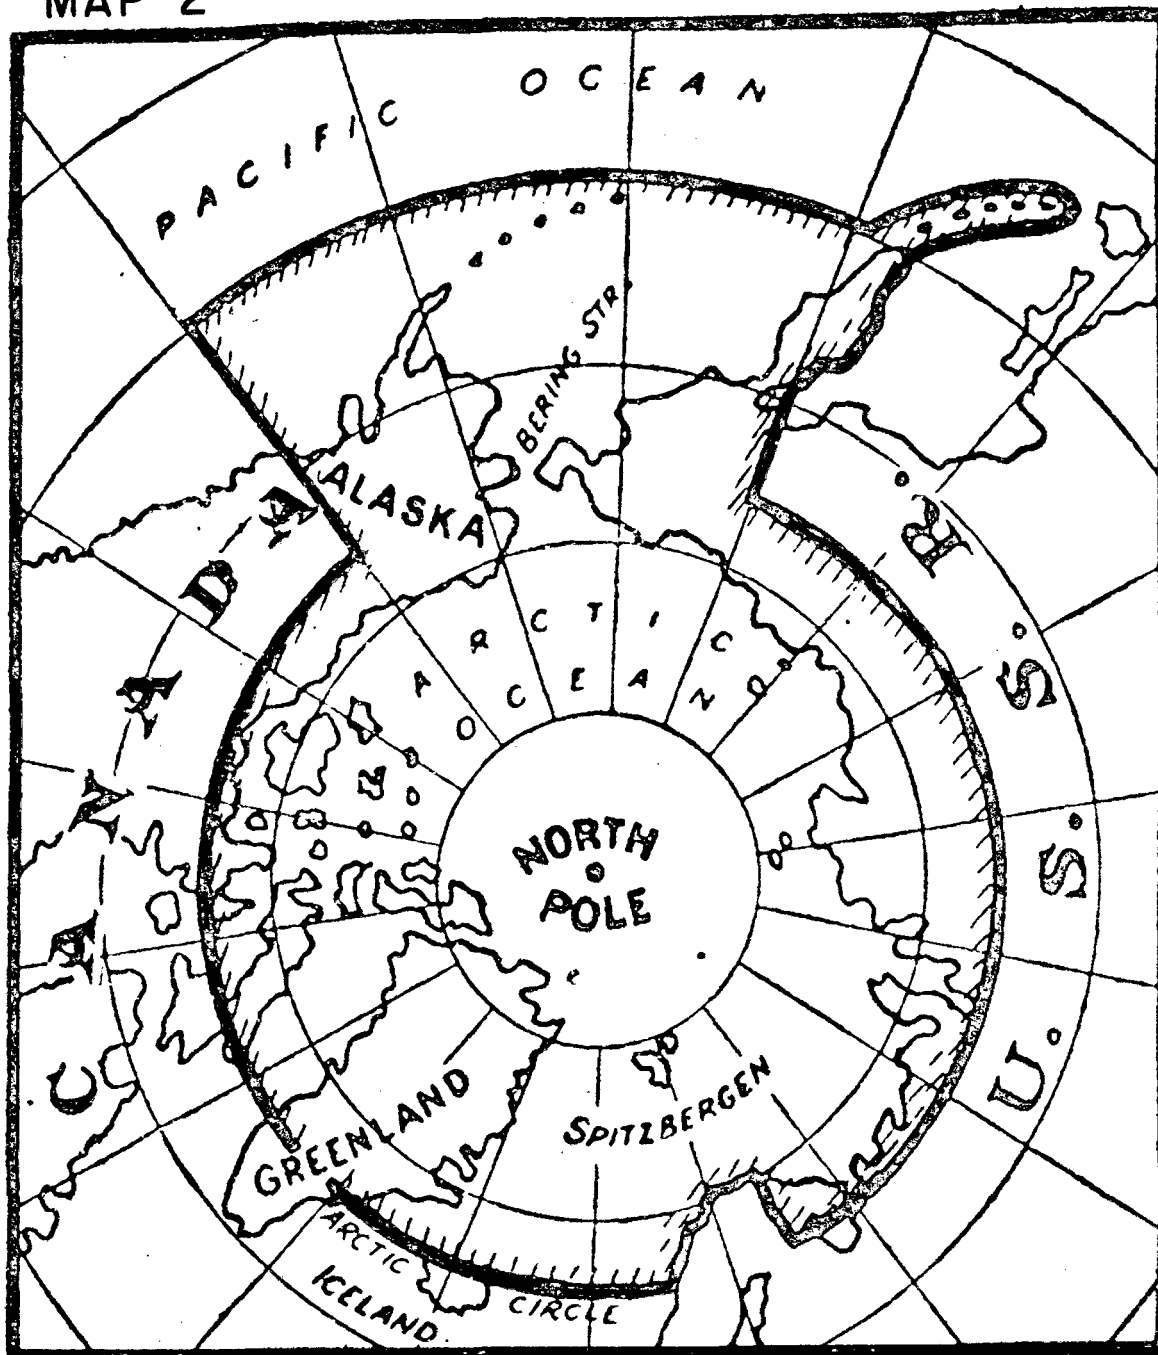 MAP 2
PACIFIC OCEAN
BERING STR.
ALASKA
CANADA
ARCTIC
OCEAN
U.S.S.R.
NORTH
POLE
GREENLAND
SPITZBERGEN
ARCTIC CIRCLE
ICELAND.